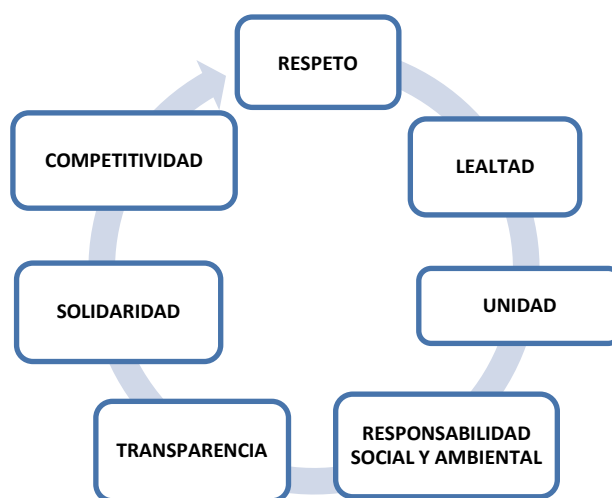 RESPETO
LEALTAD
UNIDAD
RESPONSABILIDAD
SOCIAL Y AMBIENTAL
TRANSPARENCIA
SOLIDARIDAD
COMPETITIVIDAD